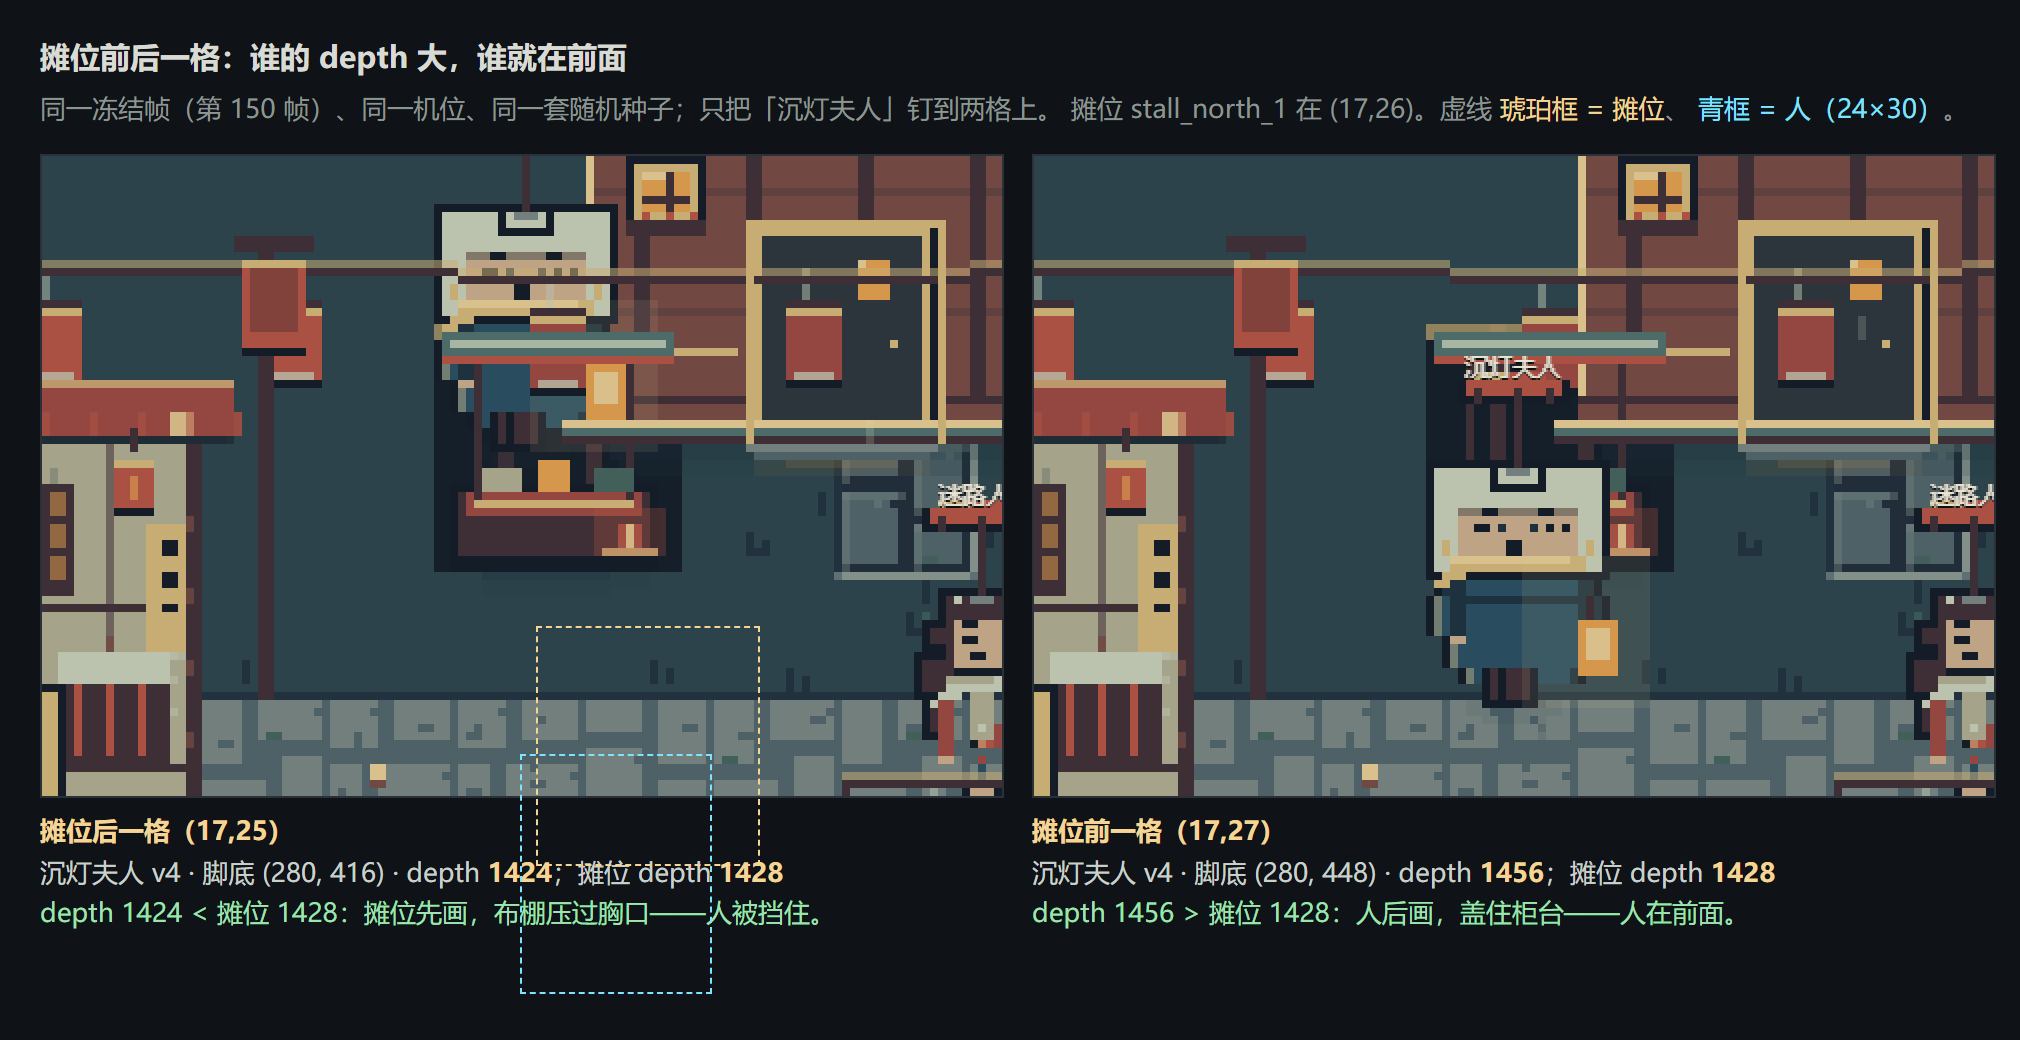 摊位前后一格：谁的 depth 大，谁就在前面
同一冻结帧（第 150 帧）、同一机位、同一套随机种子；只把「沉灯夫人」钉到两格上。 摊位 stall_north_1 在 (17,26)。虚线 琥珀框 = 摊位、 青框 = 人（24×30）。
沉灯夫人
迷路人
迷路人
摊位后一格（17,25）
沉灯夫人 v4 · 脚底 (280, 416) · depth 1424；摊位 depth 1428
depth 1424 < 摊位 1428：摊位先画，布棚压过胸口——人被挡住。
摊位前一格（17,27）
沉灯夫人 v4 · 脚底 (280, 448) · depth 1456；摊位 depth 1428
depth 1456 > 摊位 1428：人后画，盖住柜台——人在前面。